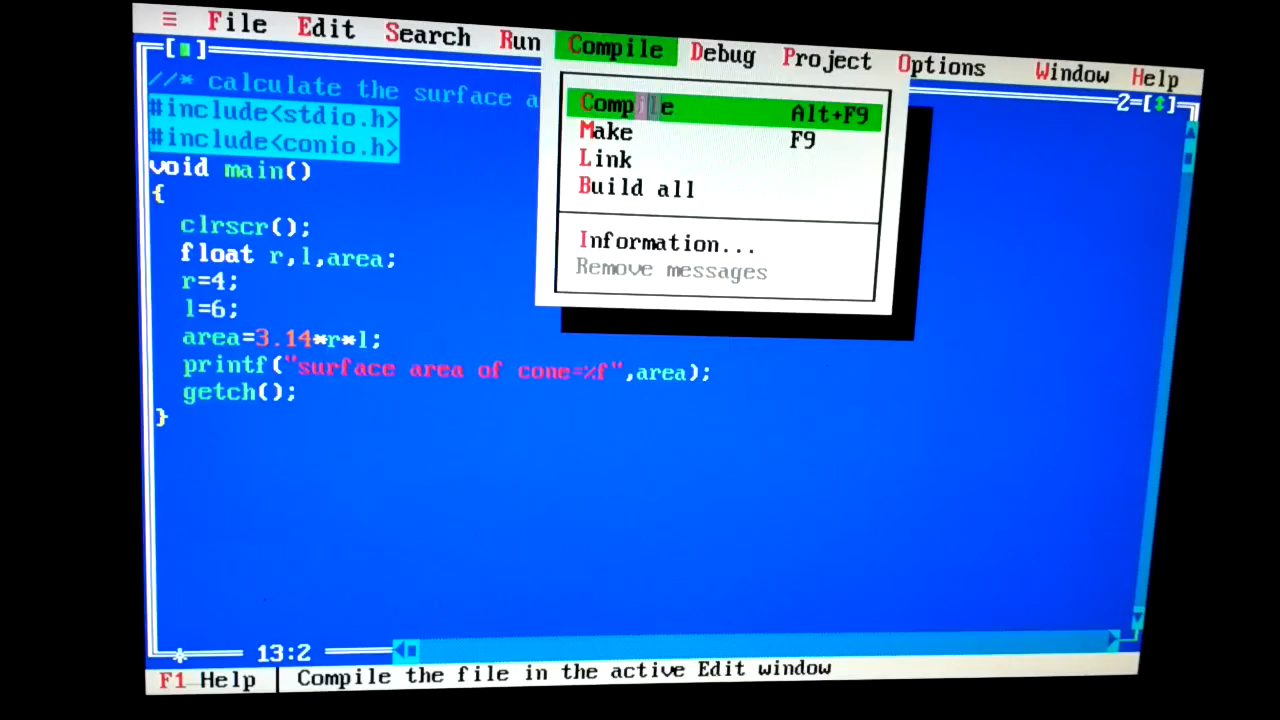 ≡ File Edit Search Run Compile Debug Project Options Window Help
2=[↕]
//* calculate the surface a
#include<stdio.h>
#include<conio.h>
void main()
{
clrscr();
float r,l,area;
r=4;
l=6;
area=3.14*r*l;
printf("surface area of cone=%f",area);
getch();
}
Compile Alt+F9
Make F9
Link
Build all
Information...
Remove messages
* 13:2
F1 Help | Compile the file in the active Edit window